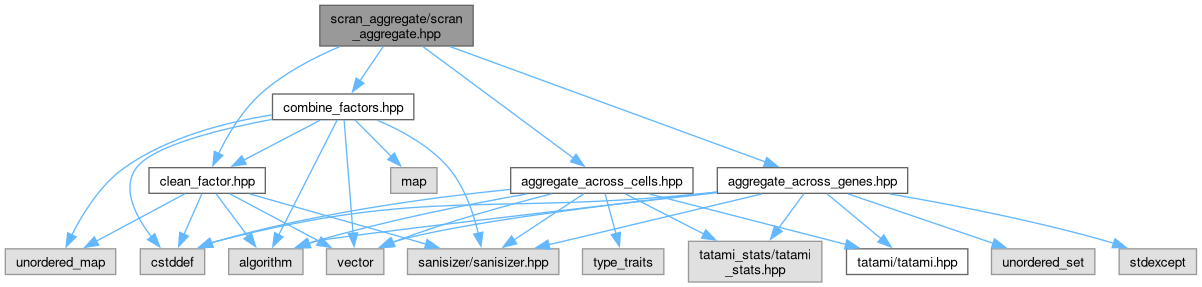 scran_aggregate/scran
_aggregate.hpp
combine_factors.hpp
clean_factor.hpp
map
aggregate_across_cells.hpp
aggregate_across_genes.hpp
unordered_map
cstddef
algorithm
vector
sanisizer/sanisizer.hpp
type_traits
tatami_stats/tatami
_stats.hpp
tatami/tatami.hpp
unordered_set
stdexcept